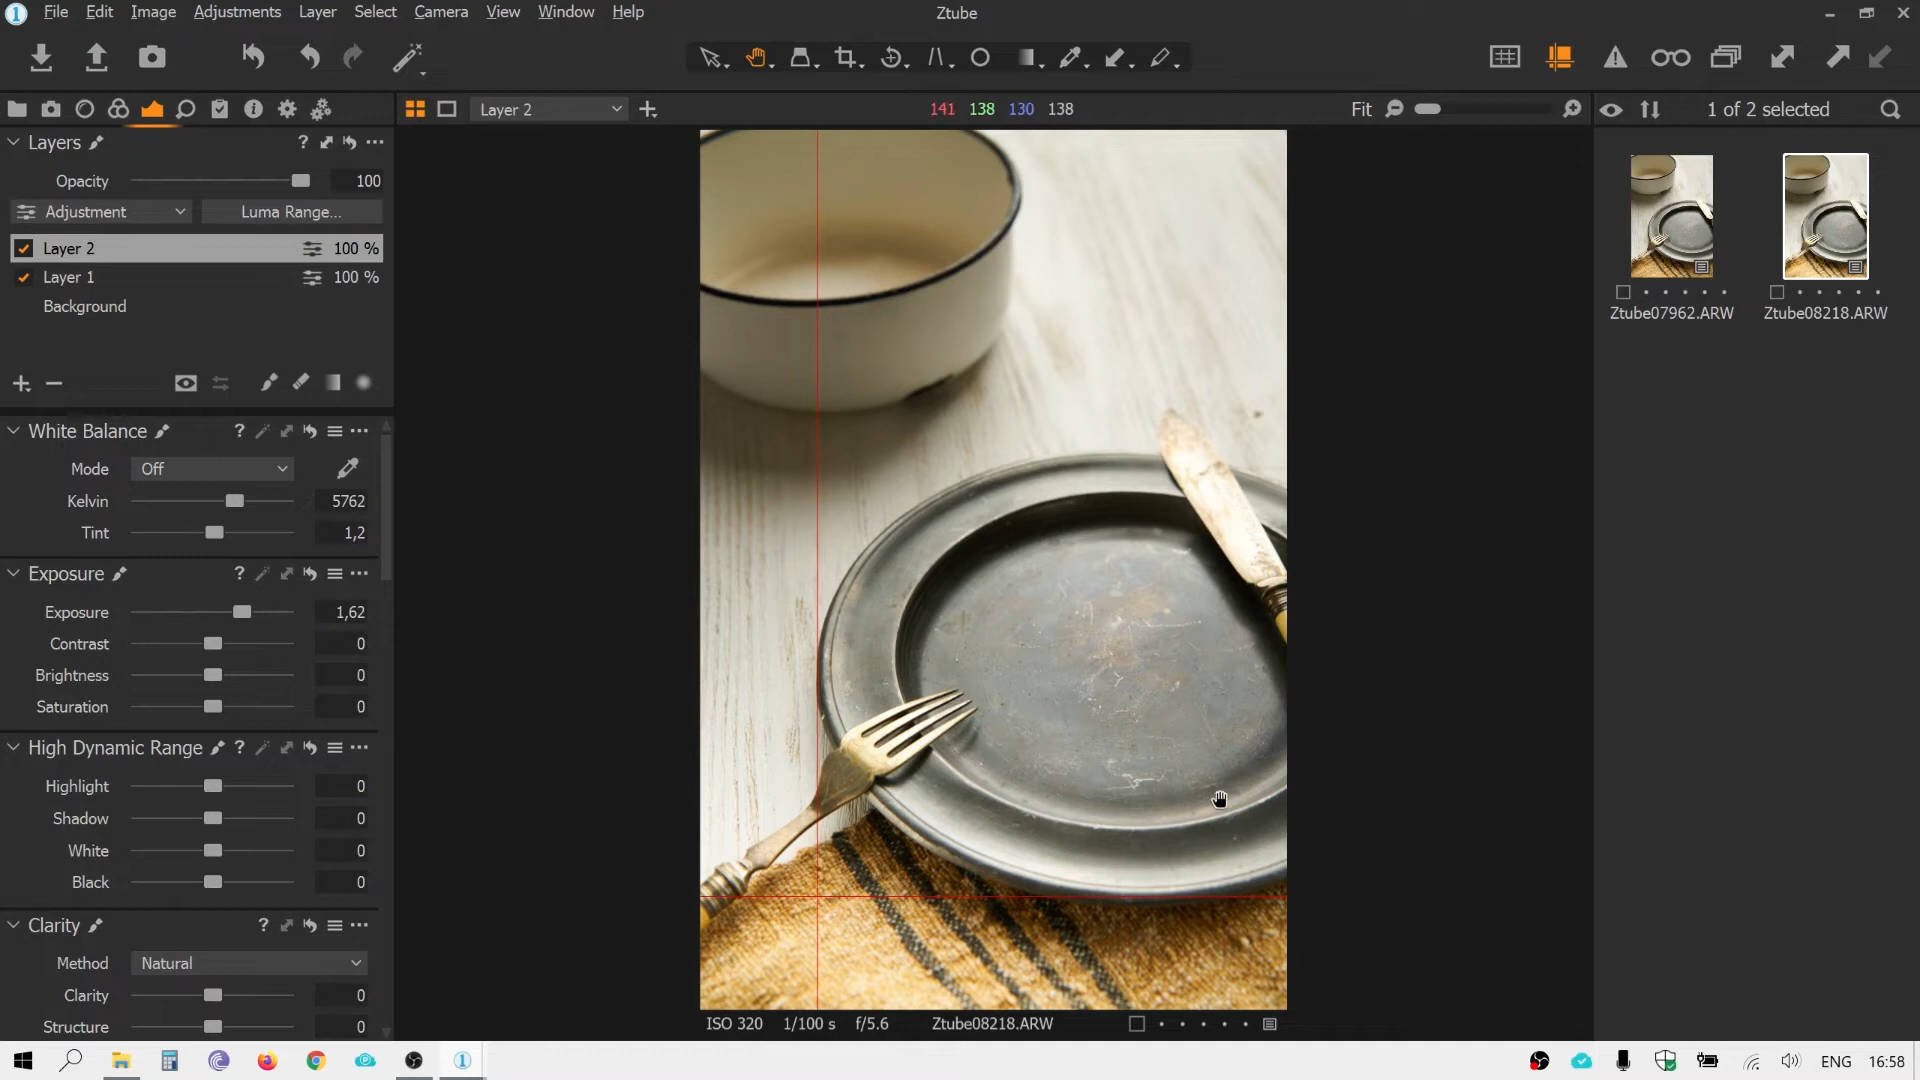 File Edit Image Adjustments Layer Select Camera View Window Help
Ztube
Layer 2
141 138 130 138
Fit
1 of 2 selected
Layers
?
Opacity 100
Adjustment
Luma Range...
Layer 2 100 %
Layer 1 100 %
Background
White Balance ?
Mode Off
Kelvin 5762
Tint 1,2
Exposure ?
Exposure 1,62
Contrast 0
Brightness 0
Saturation 0
High Dynamic Range ?
Highlight 0
Shadow 0
White 0
Black 0
Clarity ?
Method Natural
Clarity 0
Structure 0
ISO 320 1/100 s f/5.6 Ztube08218.ARW
Ztube07962.ARW
Ztube08218.ARW
ENG 16:58